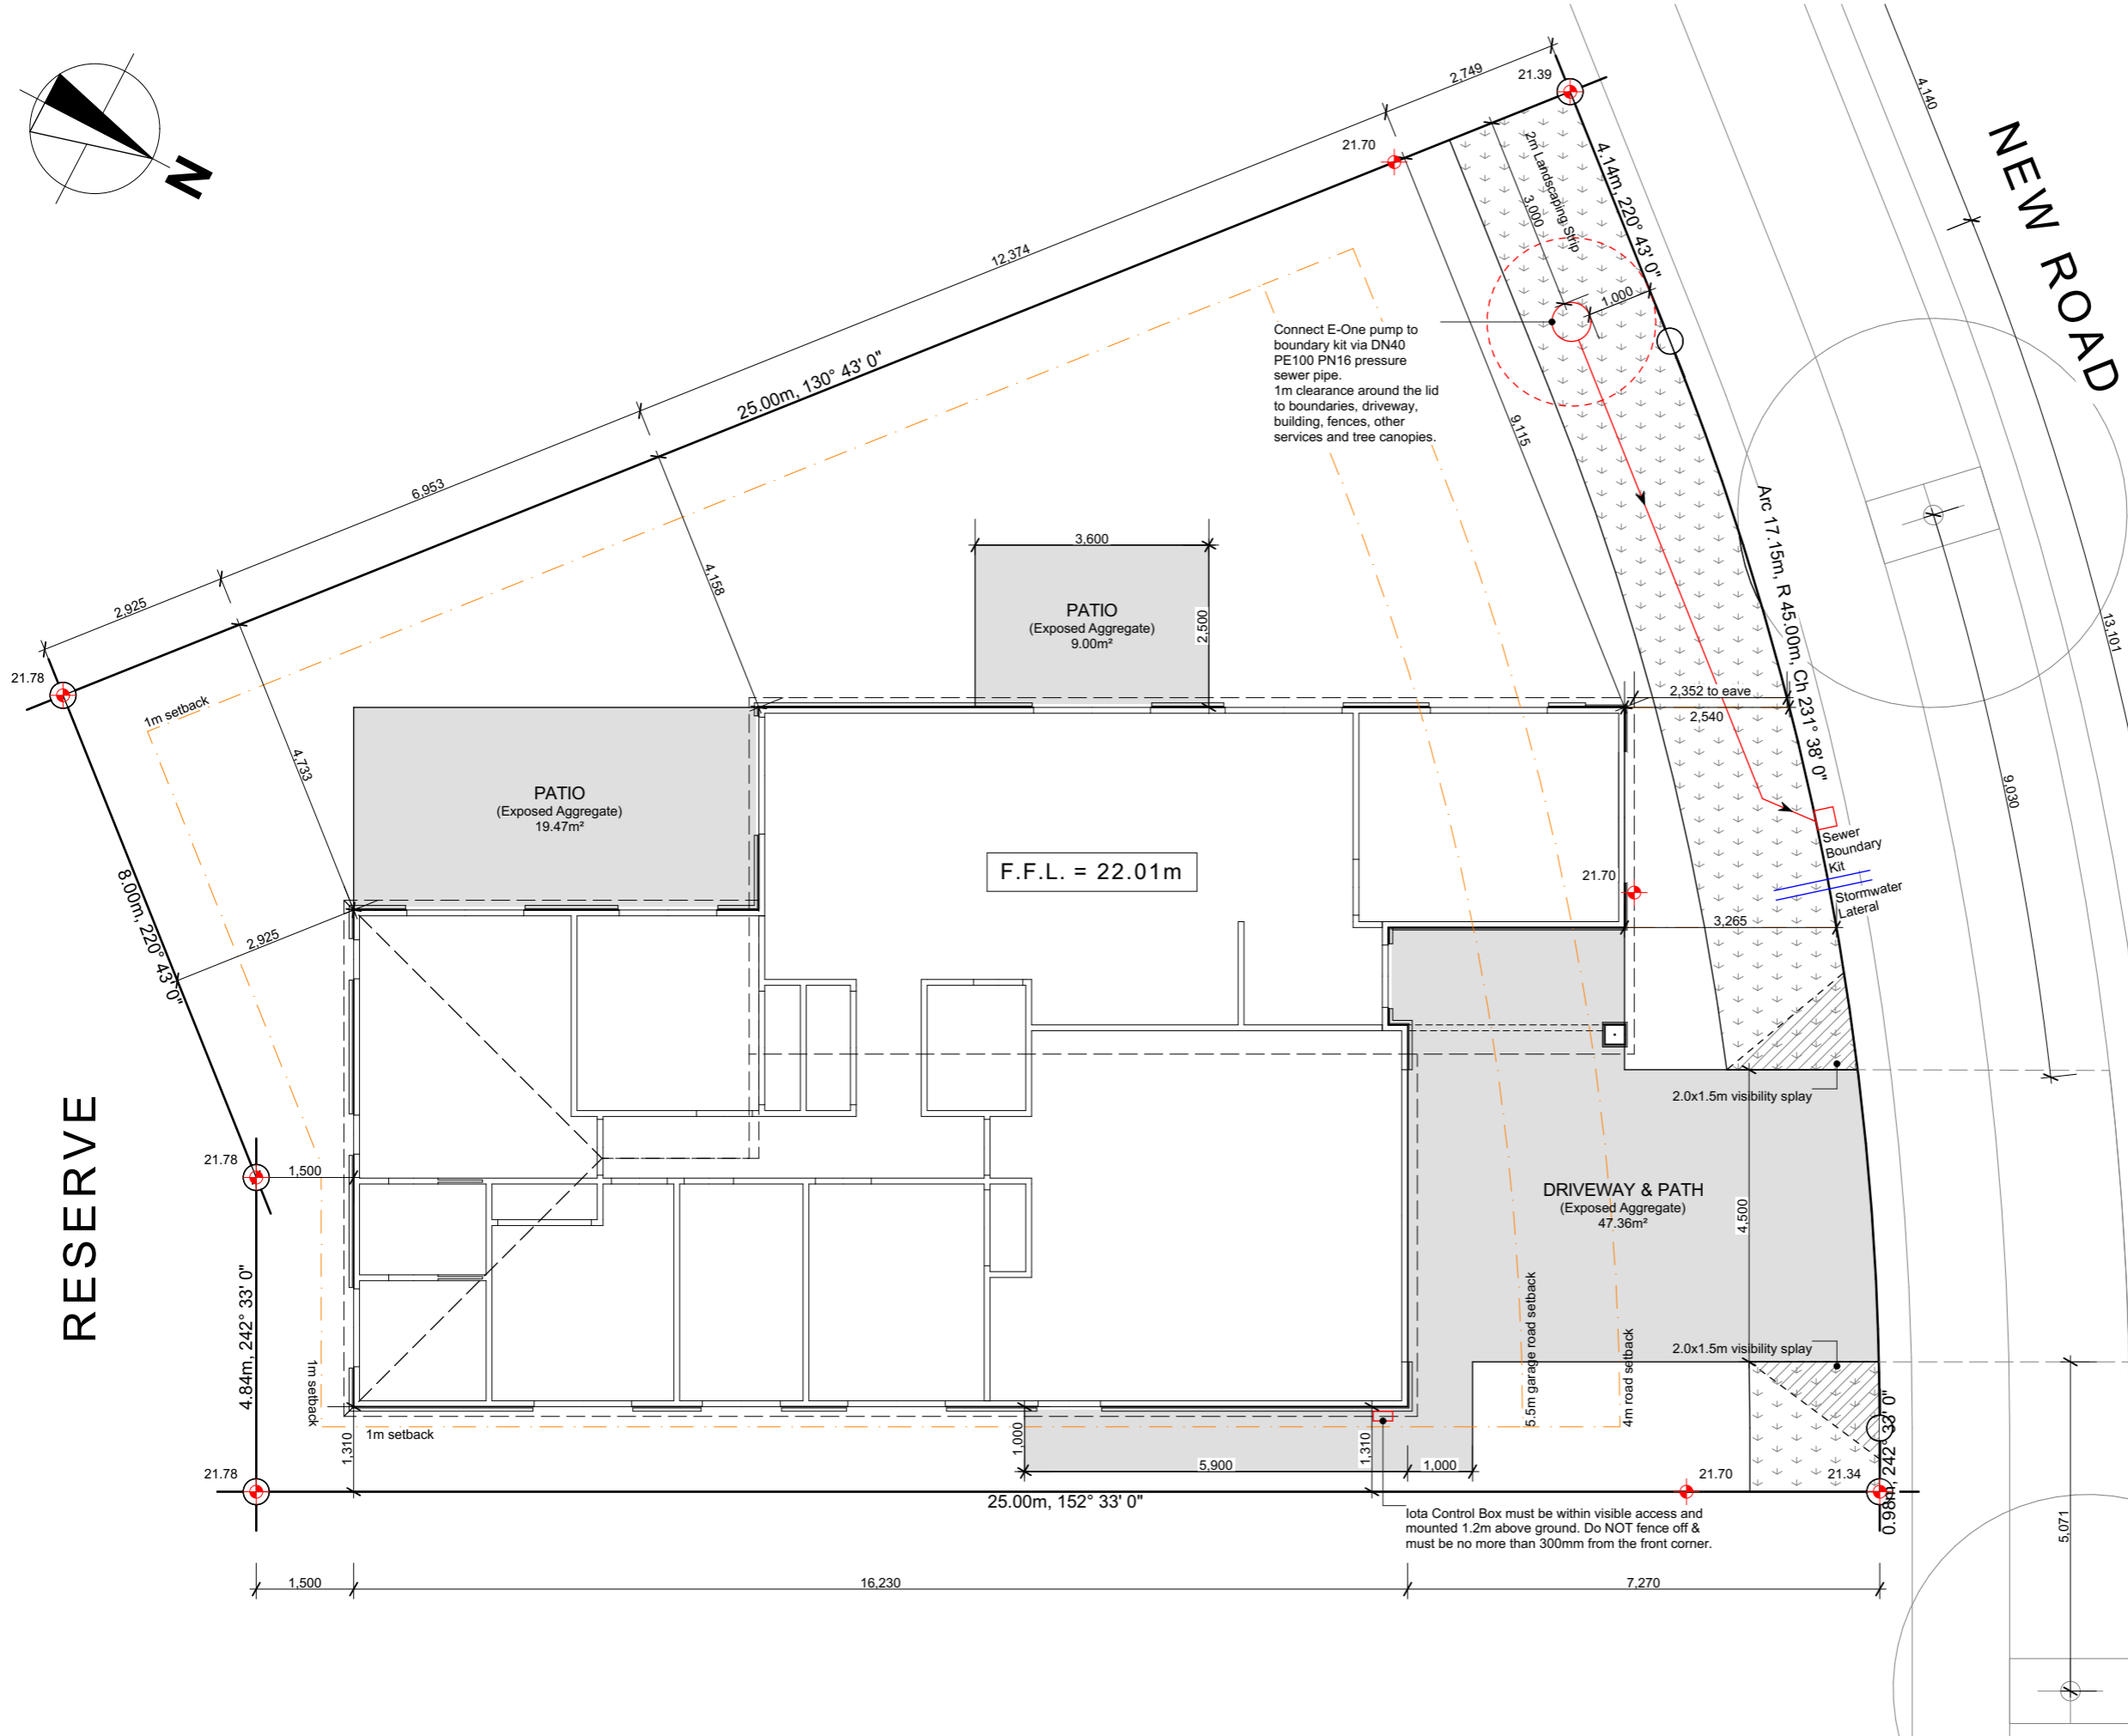 N
NEW ROAD
RESERVE
2,749
21.39
21.70
4,140
12,374
2m Landscaping Strip
3,000
4.14m, 220° 43' 0"
1,000
25.00m, 130° 43' 0"
Connect E-One pump to
boundary kit via DN40
PE100 PN16 pressure
sewer pipe.
1m clearance around the lid
to boundaries, driveway,
building, fences, other
services and tree canopies.
9,115
6,953
Arc 17.15m, R 45.00m, Ch 231° 38' 0"
3,600
4,158
PATIO
(Exposed Aggregate)
9.00m²
2,500
2,925
13,101
21.78
1m setback
2,352 to eave
2,540
4,733
PATIO
(Exposed Aggregate)
19.47m²
9,030
Sewer
Boundary
Kit
F.F.L. = 22.01m
21.70
Stormwater
Lateral
3,265
8.00m, 220° 43' 0"
2,925
2.0x1.5m visibility splay
21.78
1,500
DRIVEWAY & PATH
(Exposed Aggregate)
47.36m²
4,500
4.84m, 242° 33' 0"
5.5m garage road setback
4m road setback
2.0x1.5m visibility splay
1m setback
1m setback
1,310
1,000
1,310
5,900
1,000
21.78
21.70
21.34
0.98m, 242° 33' 0"
25.00m, 152° 33' 0"
Iota Control Box must be within visible access and
mounted 1.2m above ground. Do NOT fence off &
must be no more than 300mm from the front corner.
5,071
1,500
16,230
7,270